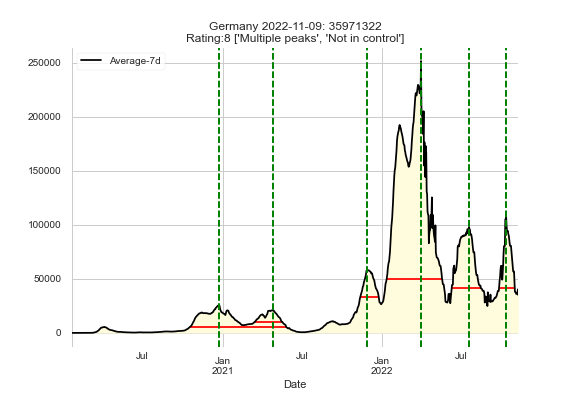 Germany 2022-11-09: 35971322
Rating:8 ['Multiple peaks', 'Not in control']
Average-7d
250000
200000
150000
100000
50000
0
Jul
Jan
2021
Jul
Jan
2022
Jul
Date